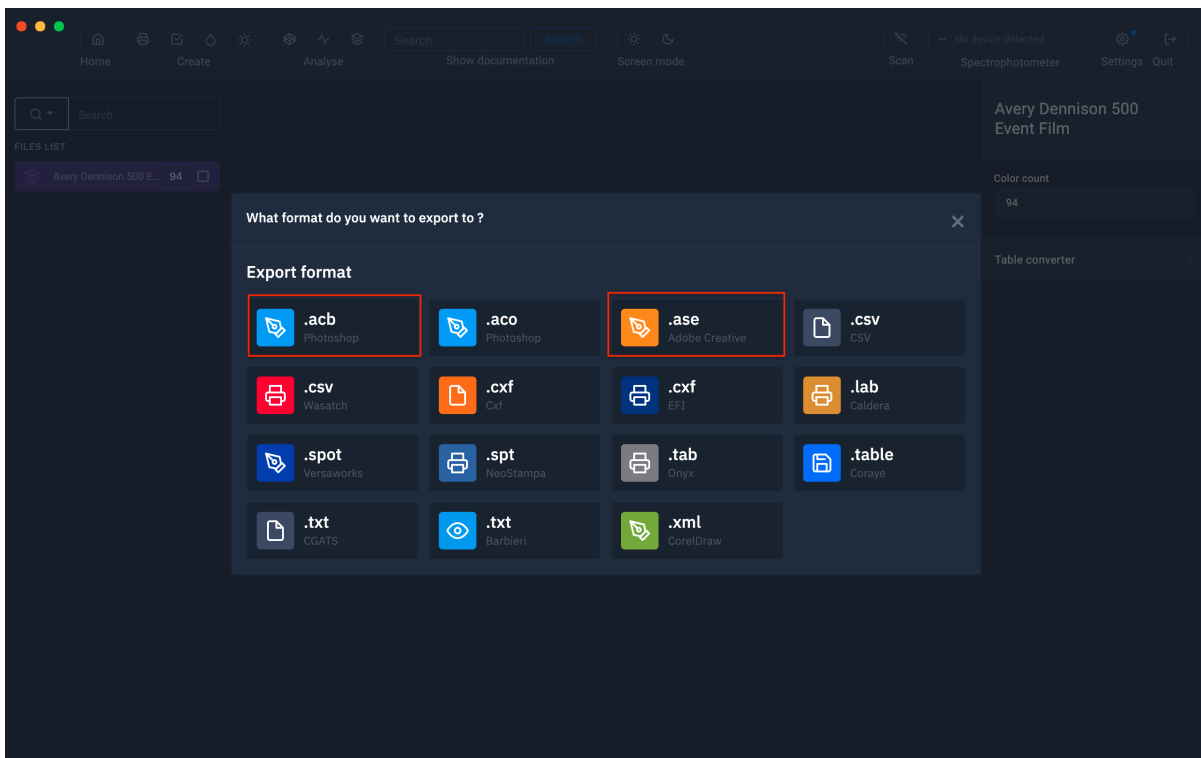 Search
Search
Home
Create
Analyse
Show documentation
Screen mode
Scan
No device detected
Spectrophotometer
Settings
Quit
Search
FILES LIST
Avery Dennison 500 E... 94
Avery Dennison 500
Event Film
Color count
94
Table converter
What format do you want to export to ?
Export format
.acb
Photoshop
.aco
Photoshop
.ase
Adobe Creative
.csv
CSV
.csv
Wasatch
.cxf
Cxf
.cxf
EFI
.lab
Caldera
.spot
Versaworks
.spt
NeoStampa
.tab
Onyx
.table
Coraye
.txt
CGATS
.txt
Barbieri
.xml
CorelDraw